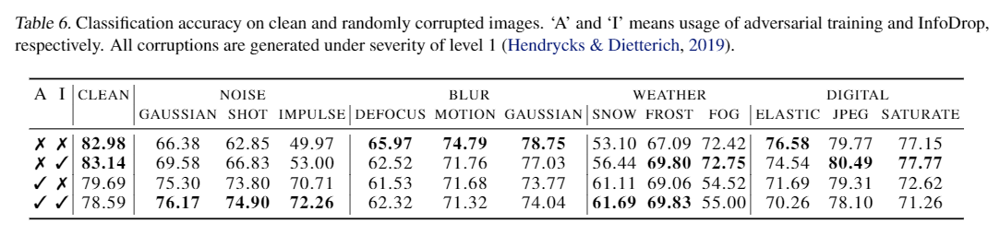 Table 6. Classification accuracy on clean and randomly corrupted images. ‘A’ and ‘I’ means usage of adversarial training and InfoDrop,
respectively. All corruptions are generated under severity of level 1 (Hendrycks & Dietterich, 2019).
A I CLEAN NOISE BLUR WEATHER DIGITAL
GAUSSIAN SHOT IMPULSE DEFOCUS MOTION GAUSSIAN SNOW FROST FOG ELASTIC JPEG SATURATE
✗ ✗ 82.98 66.38 62.85 49.97 65.97 74.79 78.75 53.10 67.09 72.42 76.58 79.77 77.15
✗ ✓ 83.14 69.58 66.83 53.00 62.52 71.76 77.03 56.44 69.80 72.75 74.54 80.49 77.77
✓ ✗ 79.69 75.30 73.80 70.71 61.53 71.68 73.77 61.11 69.06 54.52 71.69 79.31 72.62
✓ ✓ 78.59 76.17 74.90 72.26 62.32 71.32 74.04 61.69 69.83 55.00 70.26 78.10 71.26